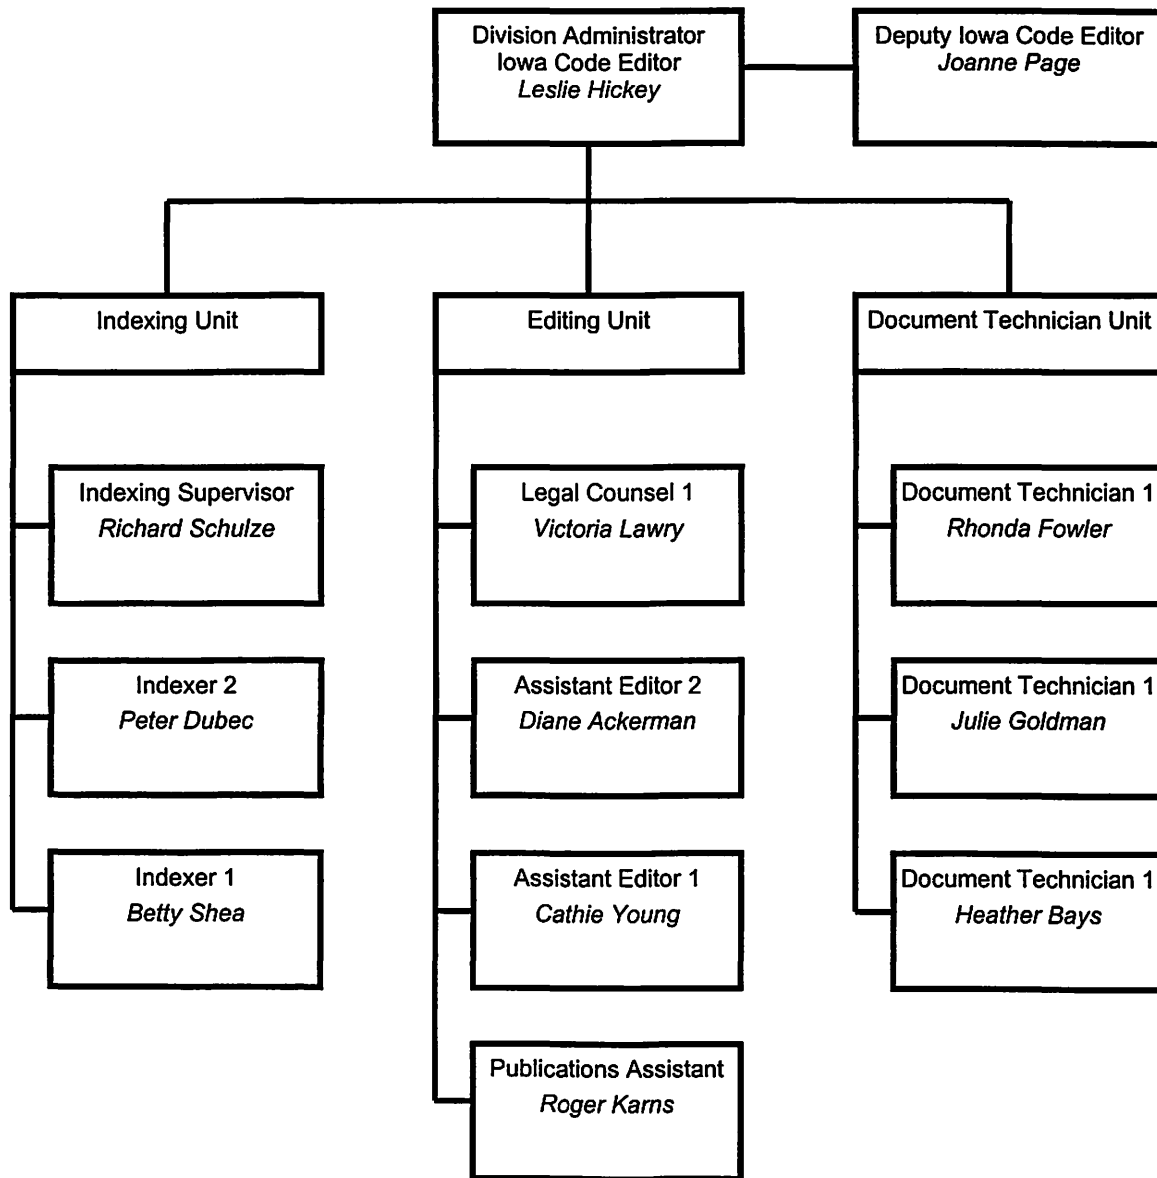 Division Administrator
Iowa Code Editor
Leslie Hickey
Deputy Iowa Code Editor
Joanne Page
Indexing Unit
Editing Unit
Document Technician Unit
Indexing Supervisor
Richard Schulze
Legal Counsel 1
Victoria Lawry
Document Technician 1
Rhonda Fowler
Indexer 2
Peter Dubec
Assistant Editor 2
Diane Ackerman
Document Technician 1
Julie Goldman
Indexer 1
Betty Shea
Assistant Editor 1
Cathie Young
Document Technician 1
Heather Bays
Publications Assistant
Roger Karns